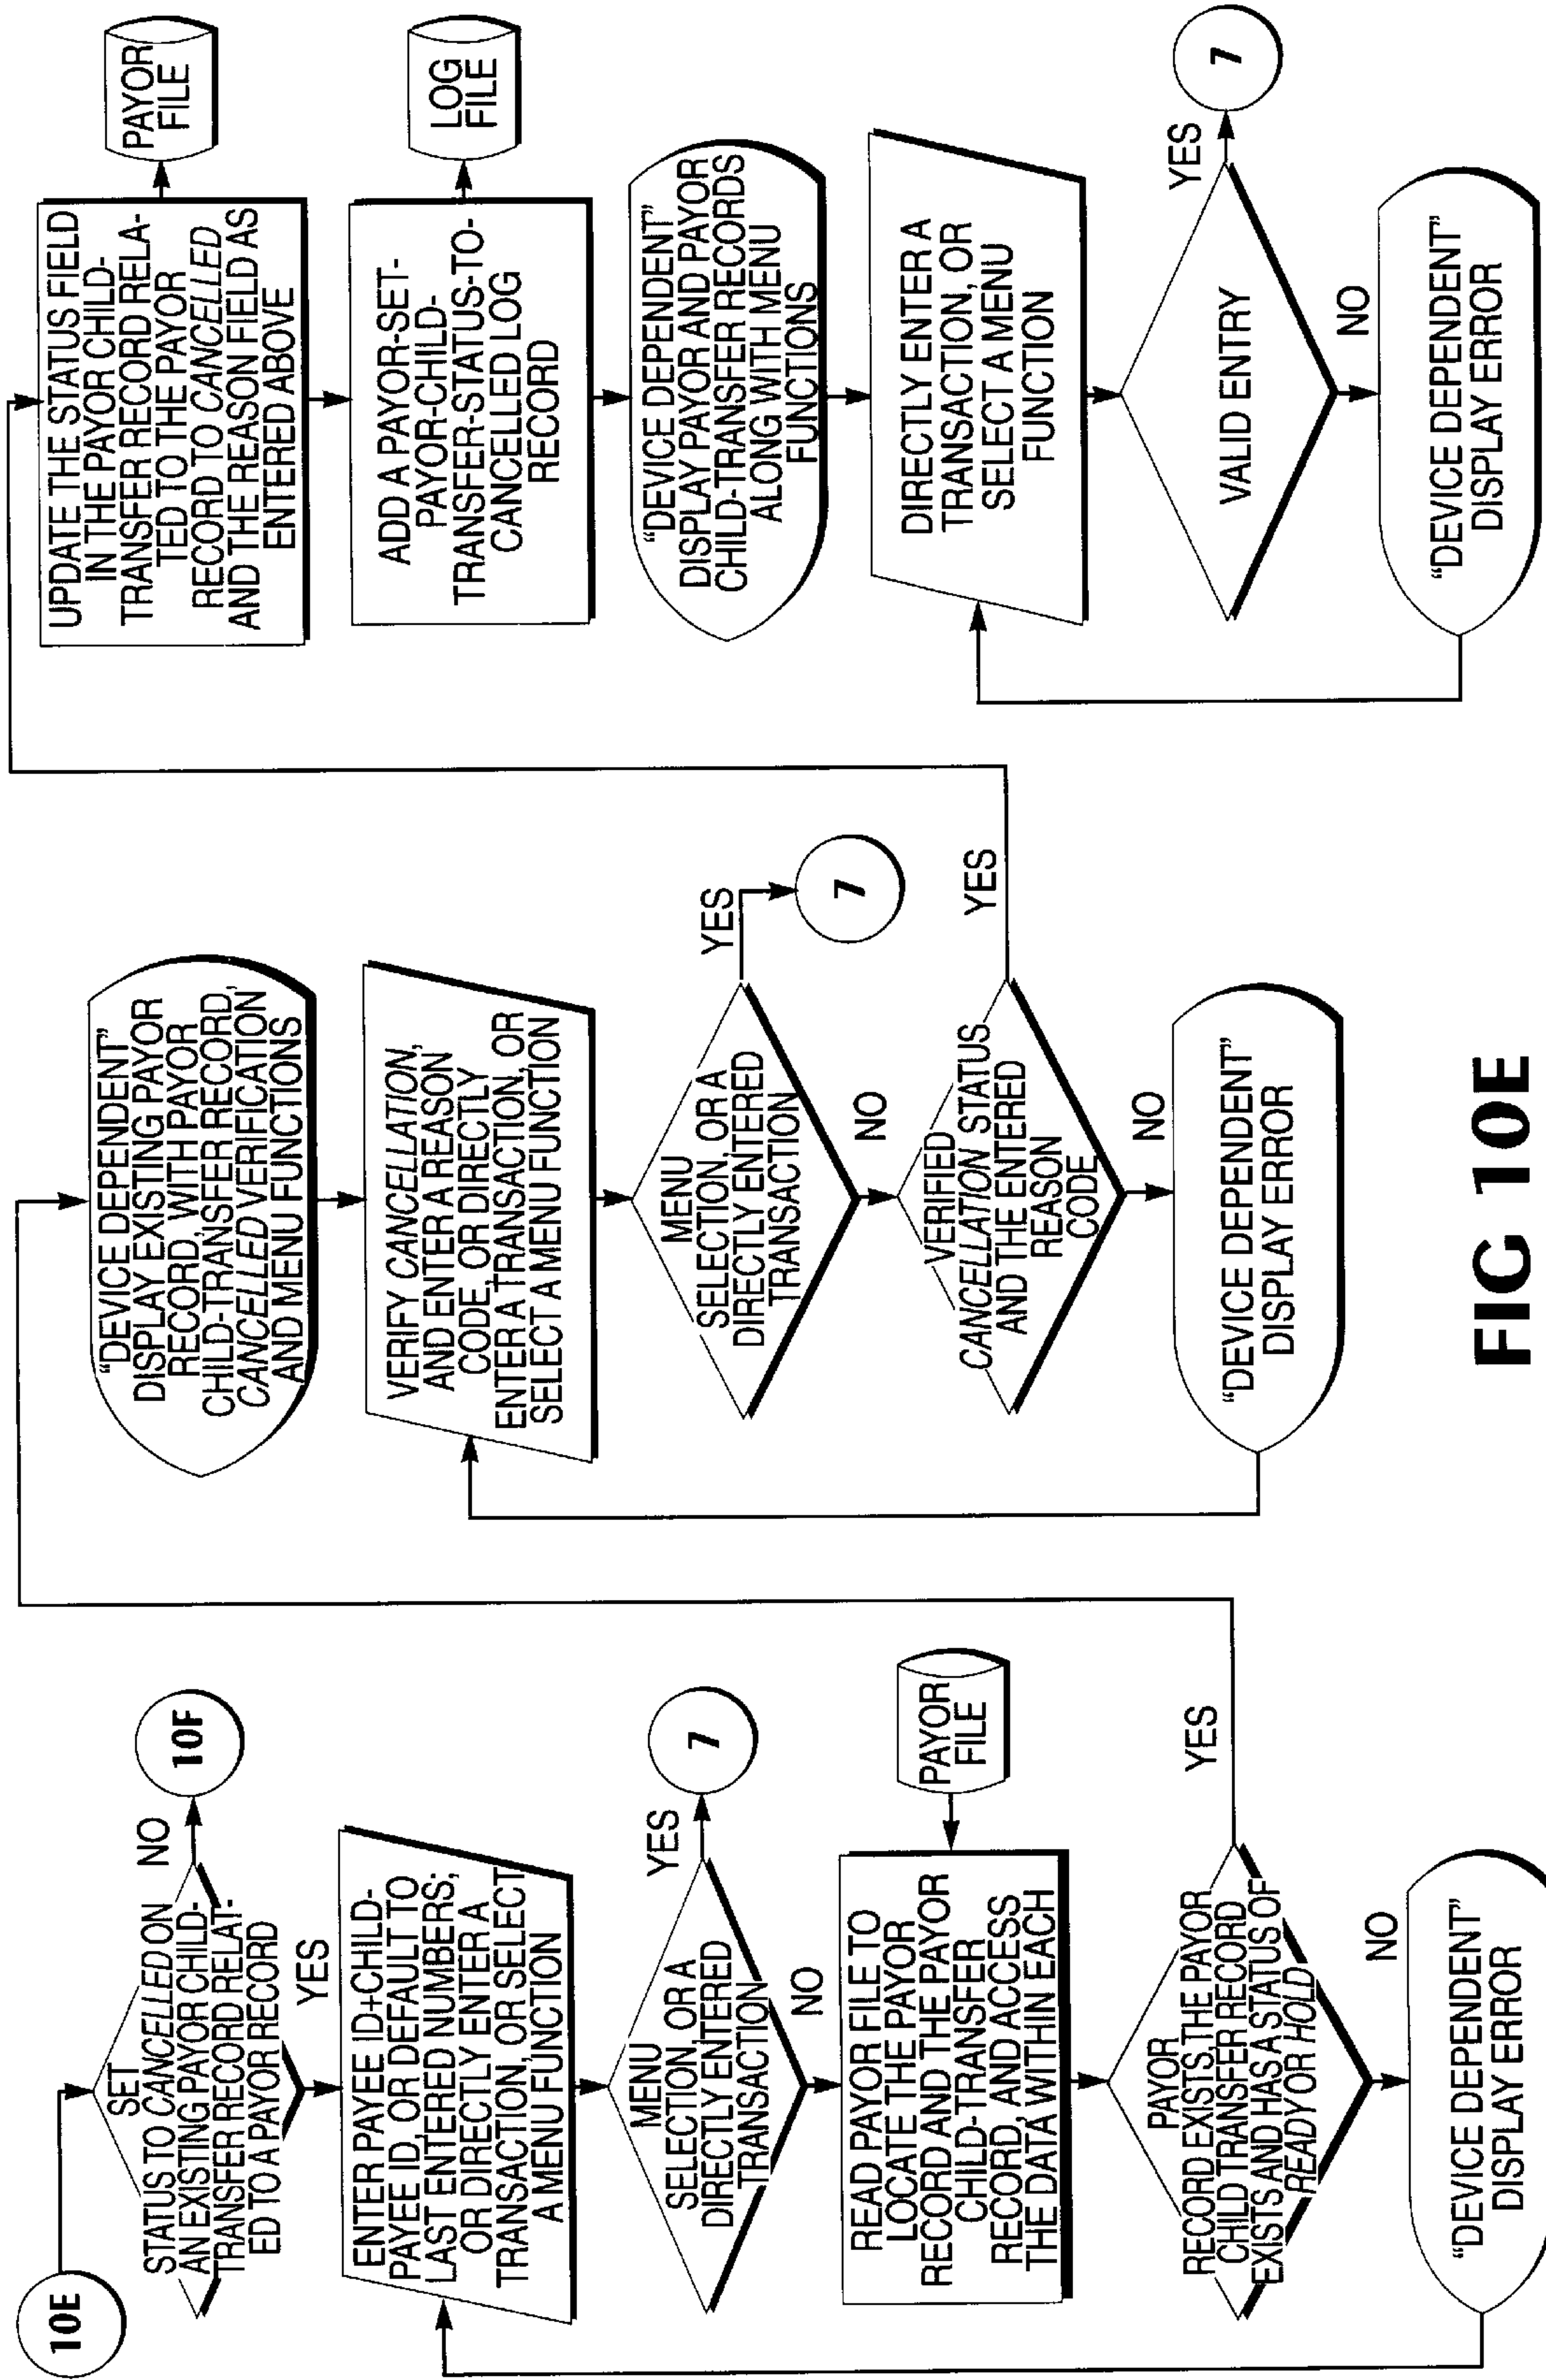 10E
SET
STATUS TO CANCELLED ON
AN EXISTING PAYOR CHILD-
TRANSFER RECORD RELAT-
ED TO A PAYOR RECORD
NO
10F
YES
ENTER PAYEE ID+CHILD-
PAYEE ID, OR DEFAULT TO
LAST ENTERED NUMBERS;
OR DIRECTLY ENTER A
TRANSACTION, OR SELECT
A MENU FUNCTION
MENU
SELECTION, OR A
DIRECTLY ENTERED
TRANSACTION
YES
7
NO
READ PAYOR FILE TO
LOCATE THE PAYOR
RECORD AND THE PAYOR
CHILD-TRANSFER
RECORD, AND ACCESS
THE DATA WITHIN EACH
PAYOR
FILE
PAYOR
RECORD EXISTS, THE PAYOR
CHILD TRANSFER RECORD
EXISTS AND HAS A STATUS OF
READY OR HOLD
YES
NO
“DEVICE DEPENDENT”
DISPLAY ERROR
“DEVICE DEPENDENT”
DISPLAY EXISTING PAYOR
RECORD, WITH PAYOR
CHILD-TRANSFER RECORD,
CANCELLED VERIFICATION
AND MENU FUNCTIONS
VERIFY CANCELLATION,
AND ENTER A REASON
CODE, OR DIRECTLY
ENTER A TRANSACTION, OR
SELECT A MENU FUNCTION
MENU
SELECTION, OR A
DIRECTLY ENTERED
TRANSACTION
YES
7
NO
VERIFIED
CANCELLATION STATUS
AND THE ENTERED
REASON
CODE
YES
NO
“DEVICE DEPENDENT”
DISPLAY ERROR
UPDATE THE STATUS FIELD
IN THE PAYOR CHILD-
TRANSFER RECORD RELA-
TED TO THE PAYOR
RECORD TO CANCELLED
AND THE REASON FIELD AS
ENTERED ABOVE
PAYOR
FILE
ADD A PAYOR-SET-
PAYOR-CHILD-
TRANSFER-STATUS-TO-
CANCELLED LOG
RECORD
LOG
FILE
“DEVICE DEPENDENT”
DISPLAY PAYOR AND PAYOR
CHILD-TRANSFER RECORDS
ALONG WITH MENU
FUNCTIONS
DIRECTLY ENTER A
TRANSACTION, OR
SELECT A MENU
FUNCTION
VALID ENTRY
YES
7
NO
“DEVICE DEPENDENT”
DISPLAY ERROR
FIG 10E